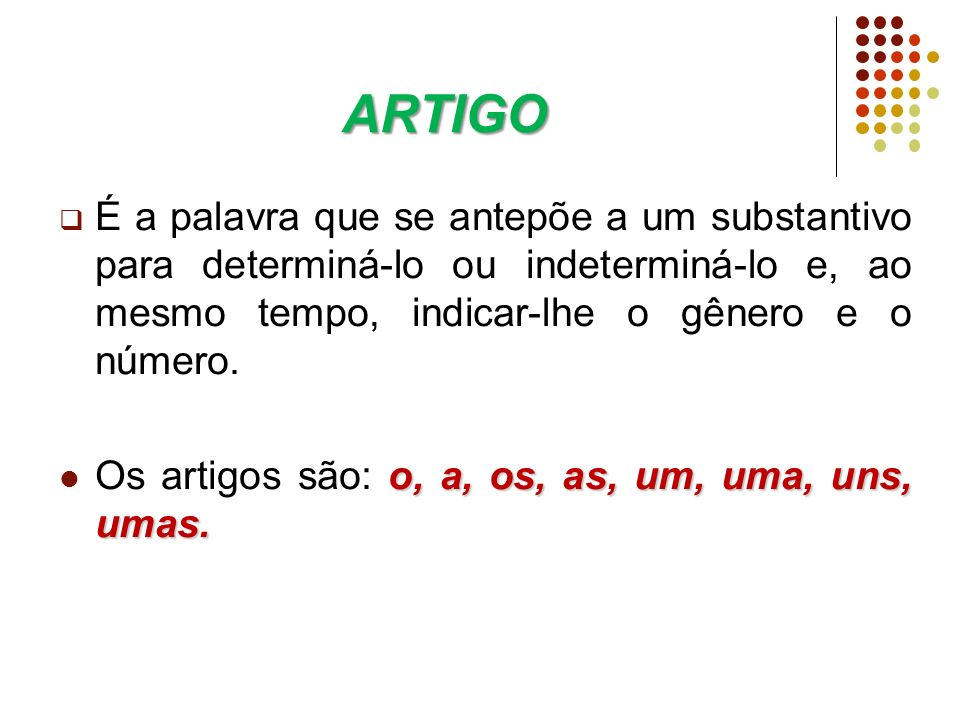 ARTIGO
É a palavra que se antepõe a um substantivo
para determiná-lo ou indeterminá-lo e, ao
mesmo tempo, indicar-lhe o gênero e o
número.
Os artigos são: o, a, os, as, um, uma, uns,
umas.